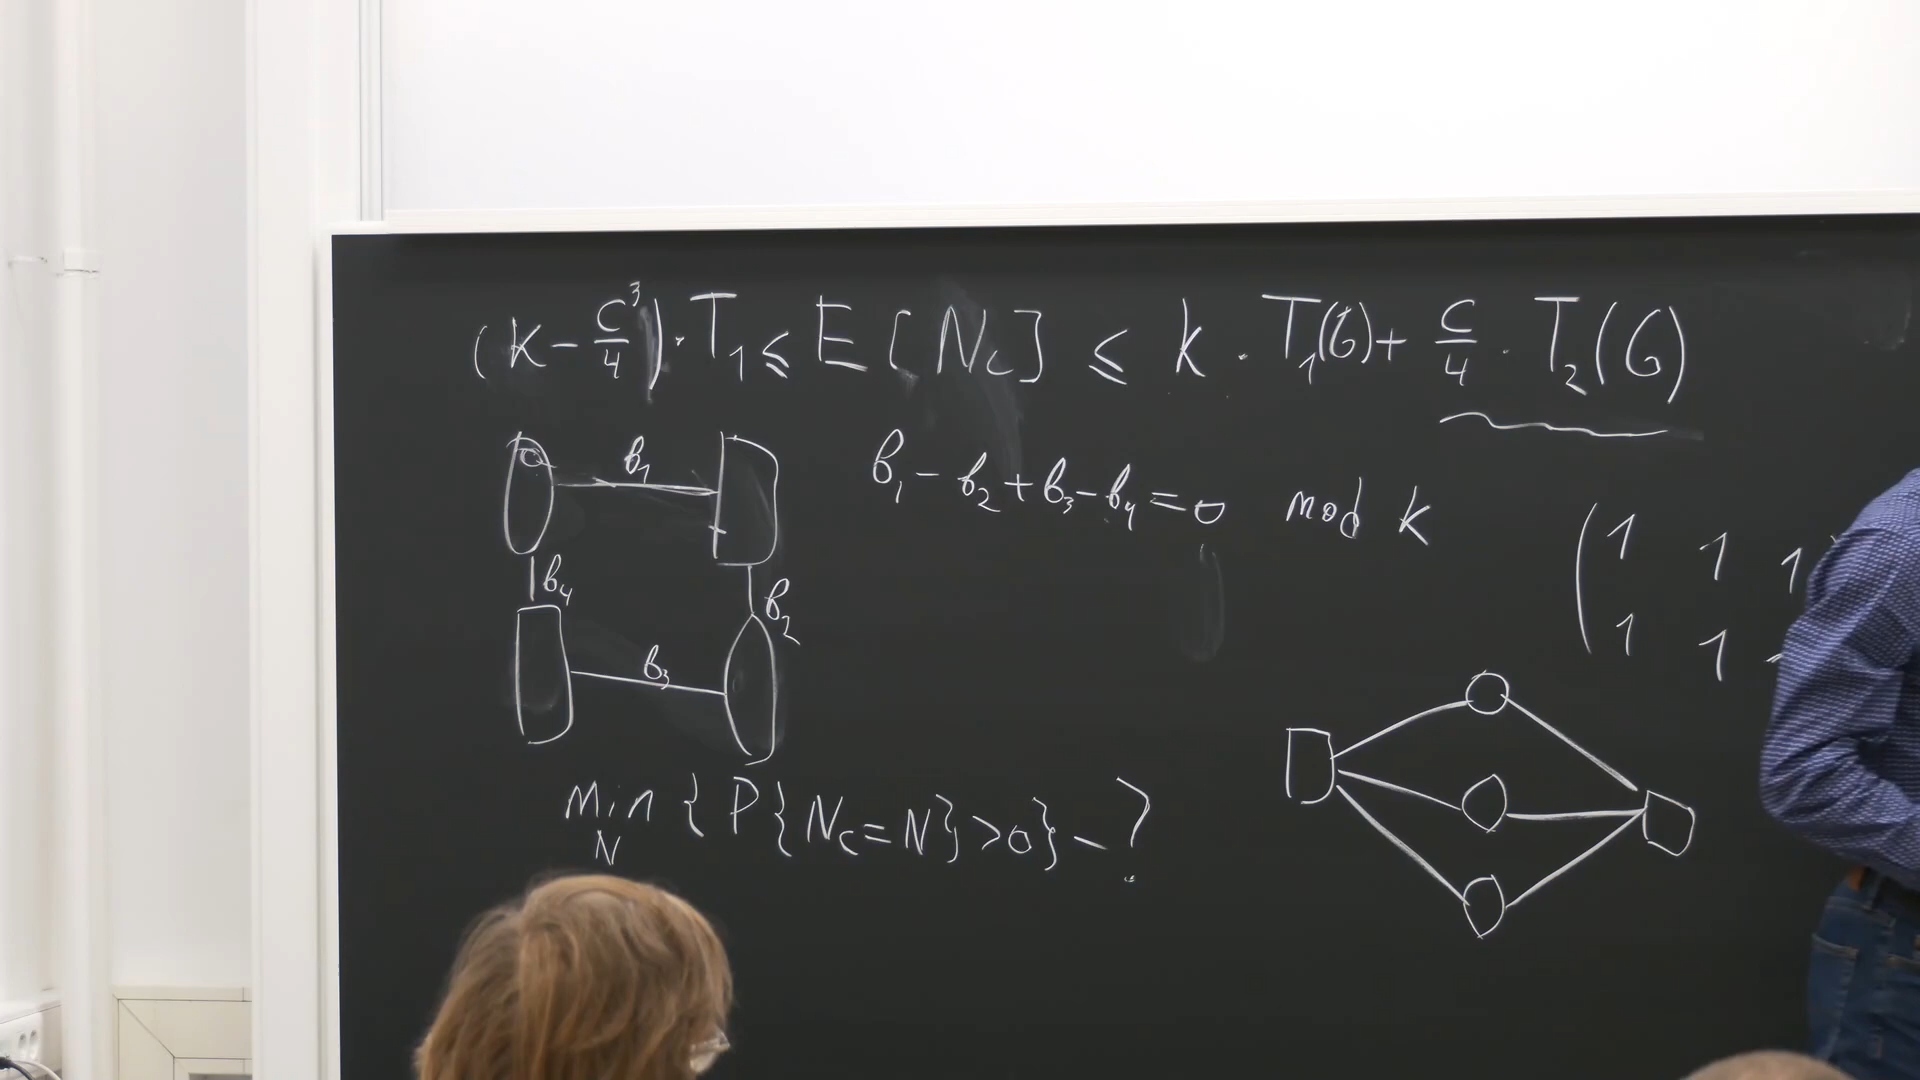 (K - C³/4) · T₁ ≤ E [N_c] ≤ k · T₁(G) + C/4 · T₂(G)
b₁
b₁ - b₂ + b₃ - b₄ = 0 mod k
1 1 1
b₄
b₂
1 1
b₃
min {P{N_c = N} > 0} - ?
N